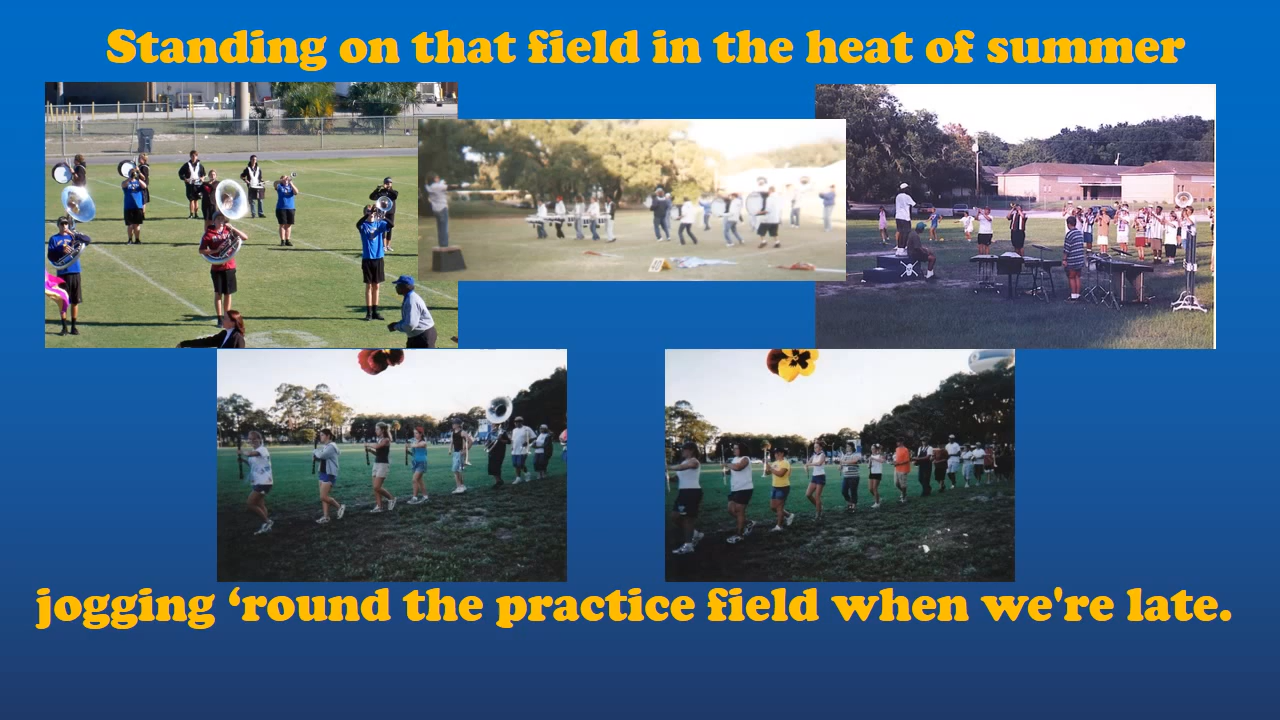 Standing on that field in the heat of summer
jogging ‘round the practice field when we're late.